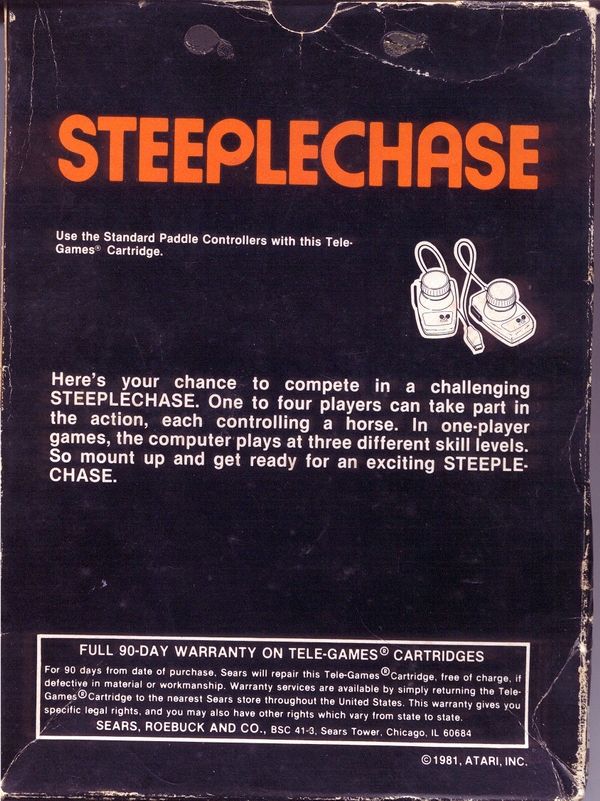 STEEPLECHASE
Use the Standard Paddle Controllers with this Tele-
Games® Cartridge.
Here's your chance to compete in a challenging
STEEPLECHASE. One to four players can take part in
the action, each controlling a horse. In one-player
games, the computer plays at three different skill levels.
So mount up and get ready for an exciting STEEPLE-
CHASE.
FULL 90-DAY WARRANTY ON TELE-GAMES® CARTRIDGES
For 90 days from date of purchase, Sears will repair this Tele-Games® Cartridge, free of charge, if
defective in material or workmanship. Warranty services are available by simply returning the Tele-
Games® Cartridge to the nearest Sears store throughout the United States. This warranty gives you
specific legal rights, and you may also have other rights which vary from state to state.
SEARS, ROEBUCK AND CO., BSC 41-3, Sears Tower, Chicago, IL 60684
©1981, ATARI, INC.